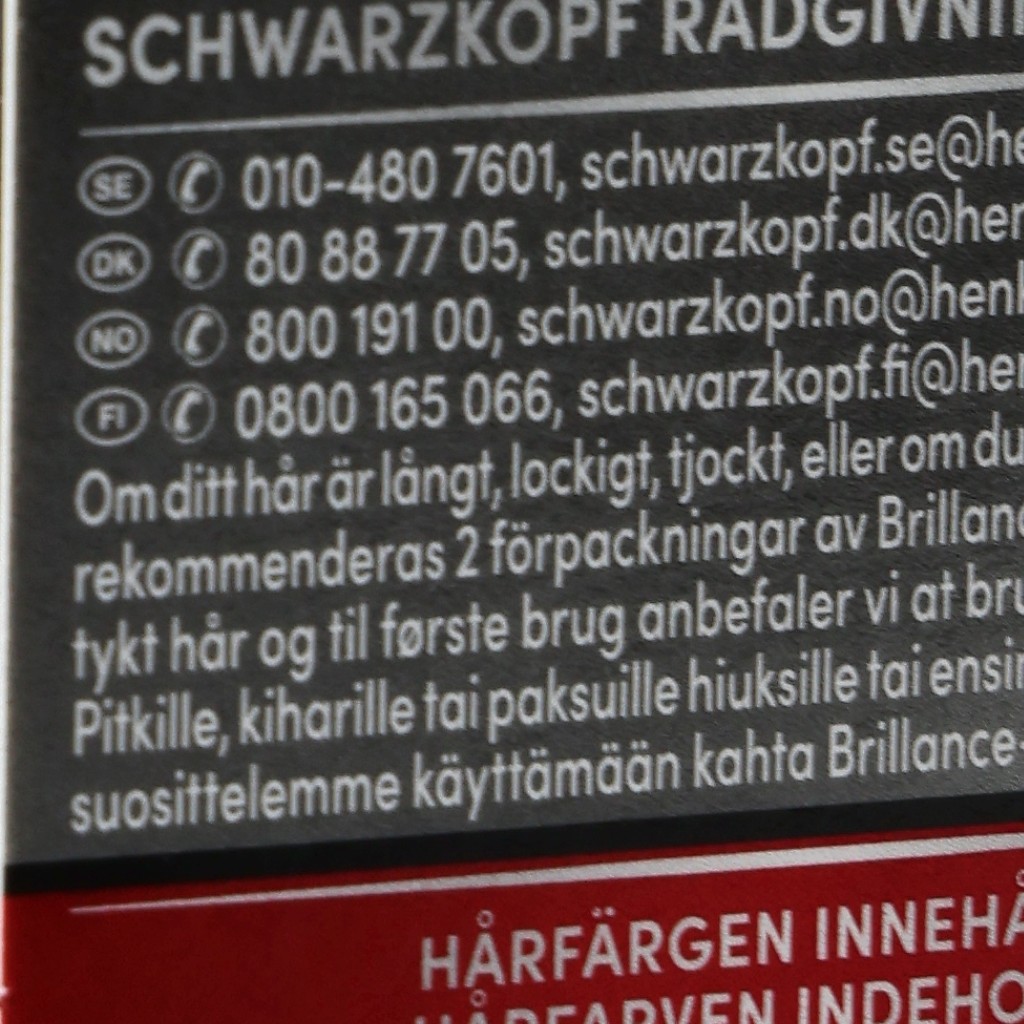 SCHWARZKOPF RÅDGIVNI
SE 010-480 7601, schwarzkopf.se@he
DK 80 88 77 05, schwarzkopf.dk@hen
NO 800 191 00, schwarzkopf.no@henk
FI 0800 165 066, schwarzkopf.fi@hen
Om ditt hår är långt, lockigt, tjockt, eller om du
rekommenderas 2 förpackningar av Brillanc
tykt hår og til første brug anbefaler vi at bru
Pitkille, kiharille tai paksuille hiuksille tai ensin
suosittelemme käyttämään kahta Brillance-
HÅRFÄRGEN INNEHÅ
HÅRFARVEN INDEHO